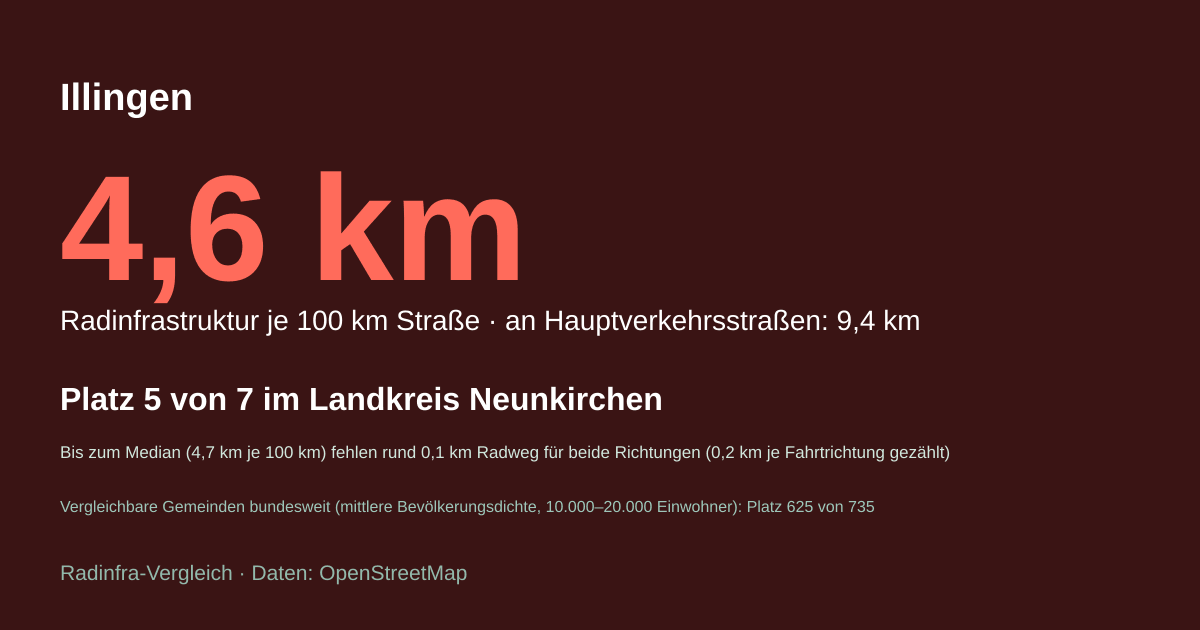 Illingen
4,6 km
Radinfrastruktur je 100 km Straße · an Hauptverkehrsstraßen: 9,4 km
Platz 5 von 7 im Landkreis Neunkirchen
Bis zum Median (4,7 km je 100 km) fehlen rund 0,1 km Radweg für beide Richtungen (0,2 km je Fahrtrichtung gezählt)
Vergleichbare Gemeinden bundesweit (mittlere Bevölkerungsdichte, 10.000–20.000 Einwohner): Platz 625 von 735
Radinfra-Vergleich · Daten: OpenStreetMap